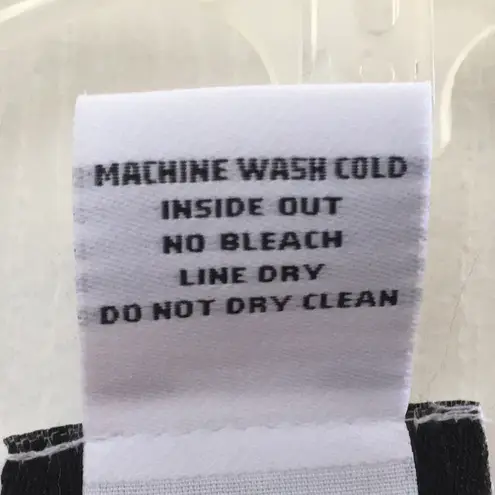 MACHINE WASH COLD
INSIDE OUT
NO BLEACH
LINE DRY
DO NOT DRY CLEAN